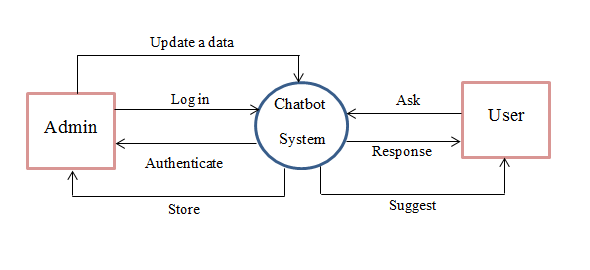 Update a data
Log in
Chatbot
System
Ask
User
Admin
Authenticate
Response
Store
Suggest